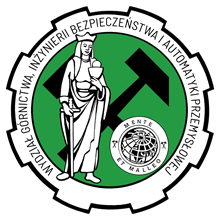 WYDZIAŁ GÓRNICTWA, INŻYNIERII BEZPIECZEŃSTWA I AUTOMATYKI PRZEMYSŁOWEJ
MENTE
ET MALLEO